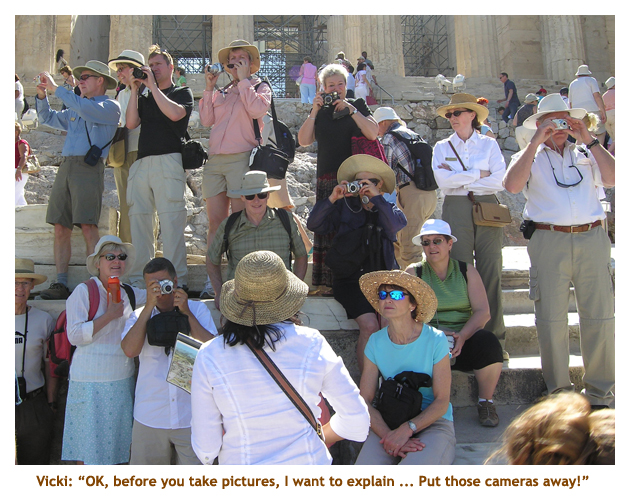 Vicki: “OK, before you take pictures, I want to explain ... Put those cameras away!”